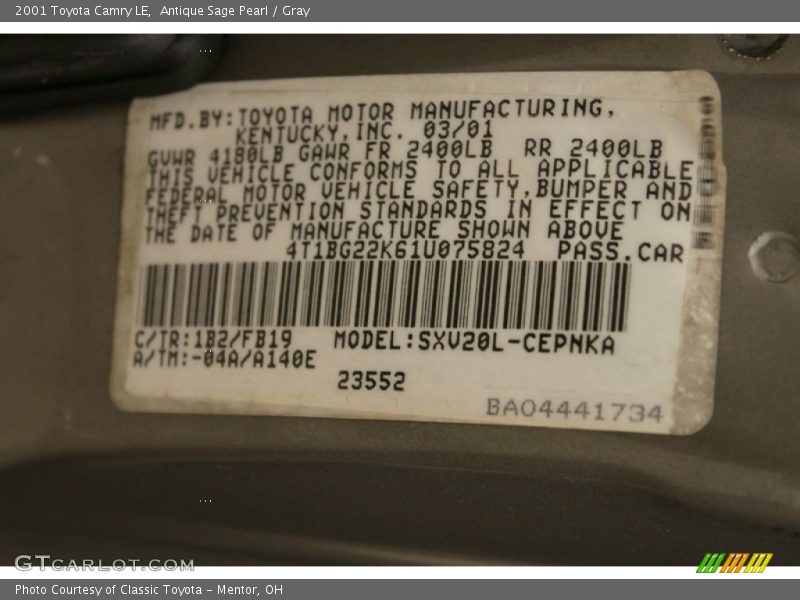 2001 Toyota Camry LE,  Antique Sage Pearl / Gray
MFD.BY:TOYOTA MOTOR MANUFACTURING,
KENTUCKY,INC. 03/01
GVWR 4180LB GAWR FR 2400LB RR 2400LB
THIS VEHICLE CONFORMS TO ALL APPLICABLE
FEDERAL MOTOR VEHICLE SAFETY,BUMPER AND
THEFT PREVENTION STANDARDS IN EFFECT ON
THE DATE OF MANUFACTURE SHOWN ABOVE
4T1BG22K61U075824 PASS.CAR
C/TR:1B2/FB19 MODEL:SXV20L-CEPNKA
A/TM:-04A/A140E
23552
BA04441734
GTCARLOT.COM
Photo Courtesy of Classic Toyota - Mentor, OH